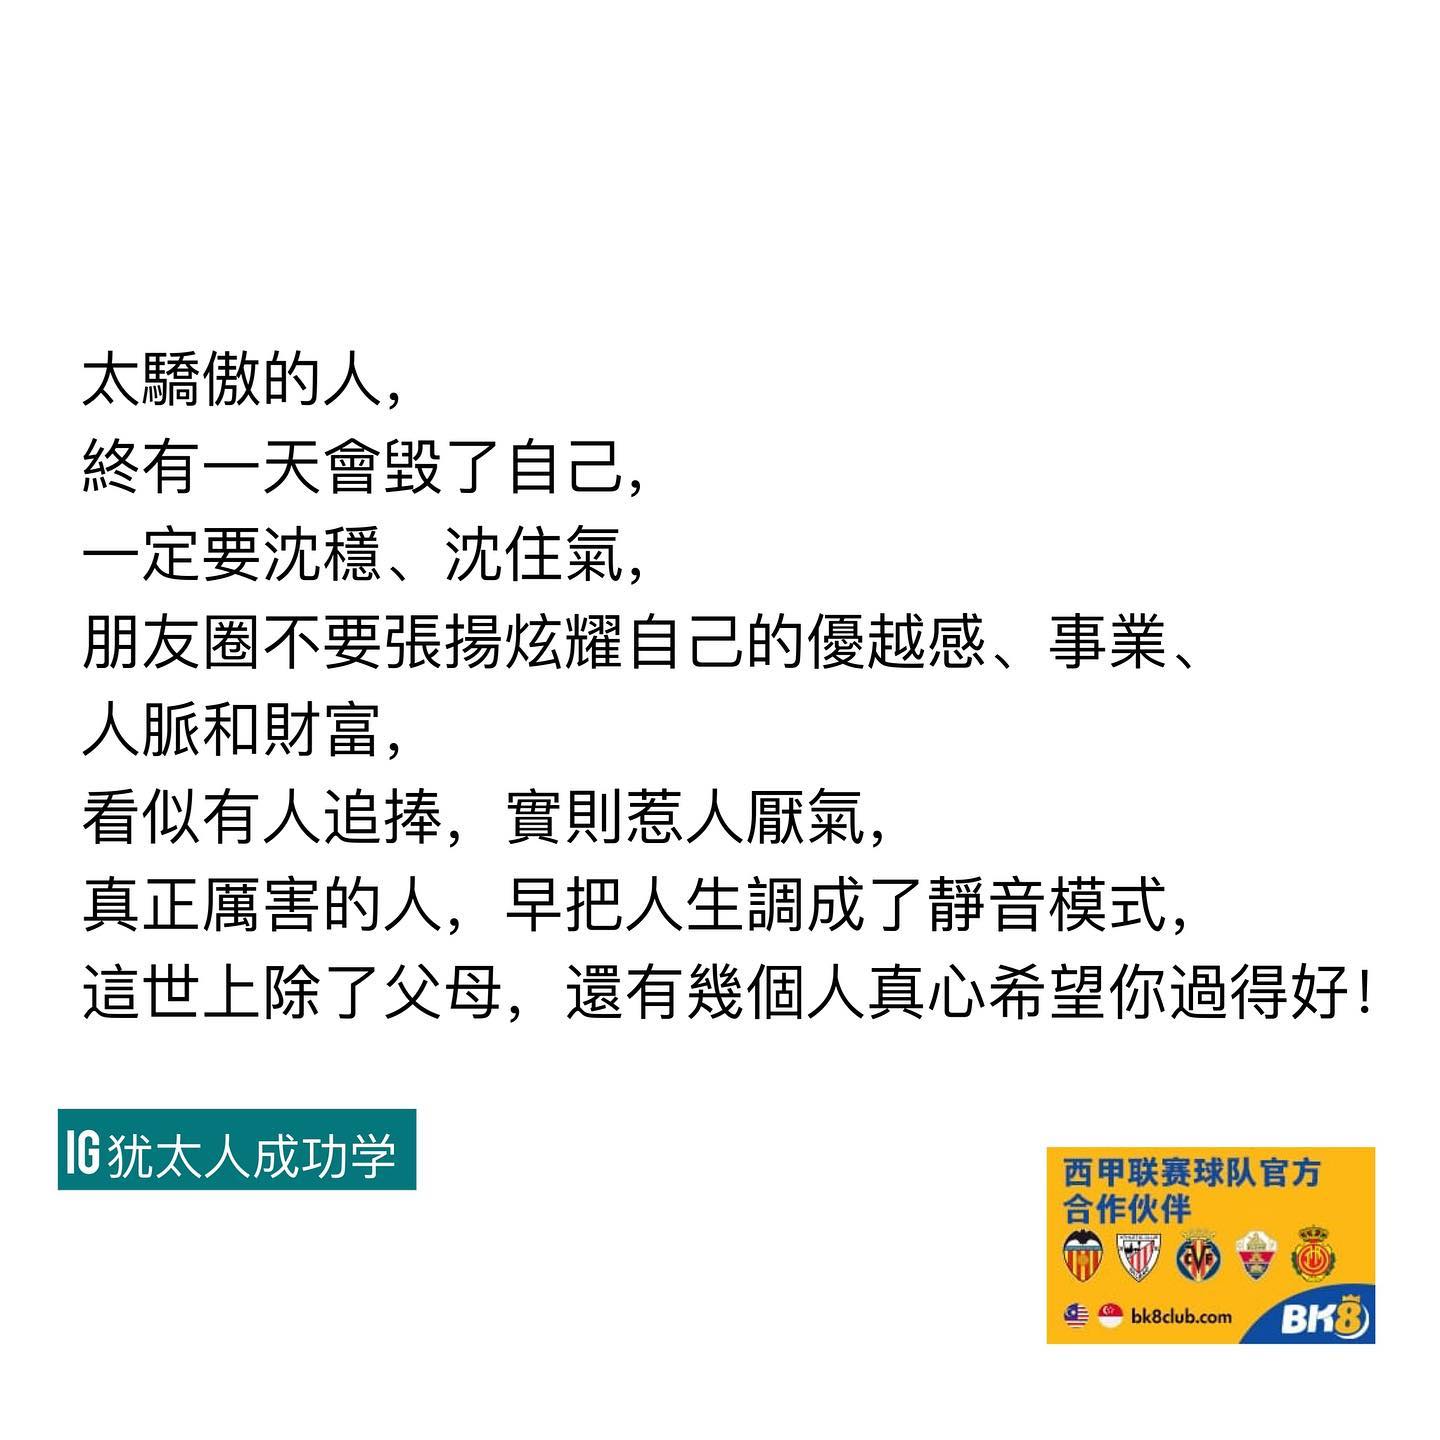 太驕傲的人，
終有一天會毀了自己，
一定要沈穩、沈住氣，
朋友圈不要張揚炫耀自己的優越感、事業、
人脈和財富，
看似有人追捧，實則惹人厭氣，
真正厲害的人，早把人生調成了靜音模式，
這世上除了父母，還有幾個人真心希望你過得好！
IG犹太人成功学
西甲联赛球队官方
合作伙伴
bk8club.com
BK8